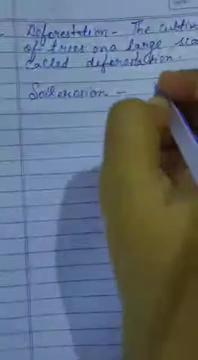 Deforestation - The
of trees on a large
called deforestation.
Soil erosion -